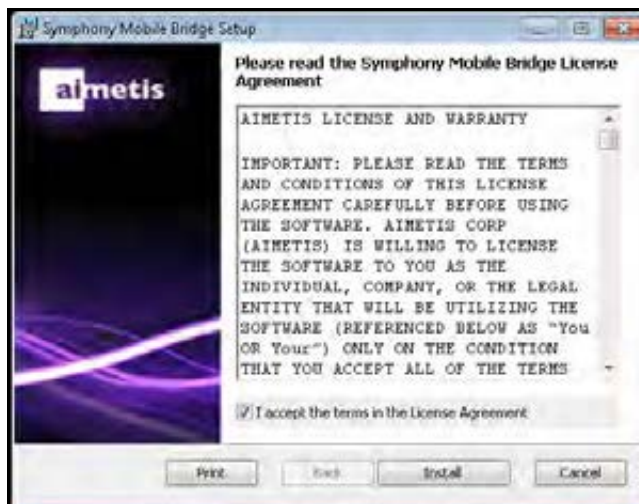 Symphony Mobile Bridge Setup
aimetis
Please read the Symphony Mobile Bridge License
Agreement
AIMETIS LICENSE AND WARRANTY
IMPORTANT: PLEASE READ THE TERMS
AND CONDITIONS OF THIS LICENSE
AGREEMENT CAREFULLY BEFORE USING
THE SOFTWARE. AIMETIS CORP
(AIMETIS) IS WILLING TO LICENSE
THE SOFTWARE TO YOU AS THE
INDIVIDUAL, COMPANY, OR THE LEGAL
ENTITY THAT WILL BE UTILIZING THE
SOFTWARE (REFERENCED BELOW AS "You
OR Your") ONLY ON THE CONDITION
THAT YOU ACCEPT ALL OF THE TERMS
I accept the terms in the License Agreement
Print Back Install Cancel